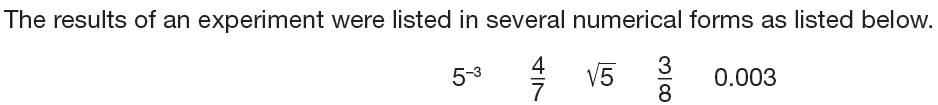 The results of an experiment were listed in several numerical forms as listed below.
5⁻³ 4/7 √5 3/8 0.003